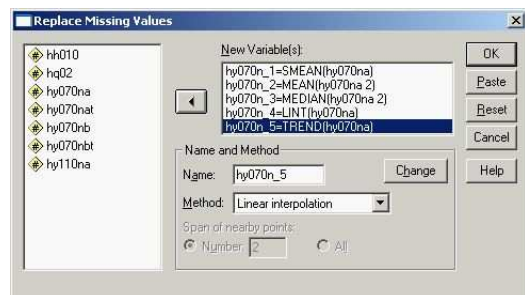 Replace Missing Values
hh010
hq02
hy070na
hy070nat
hy070nb
hy070nbt
hy110na
New Variable(s):
hy070n_1=SMEAN(hy070na)
hy070n_2=MEAN(hy070na 2)
hy070n_3=MEDIAN(hy070na 2)
hy070n_4=LINT(hy070na)
hy070n_5=TREND(hy070na)
Name and Method
Name: hy070n_5 Change
Method: Linear interpolation
Span of nearby points:
Number: 2 All
OK
Paste
Reset
Cancel
Help